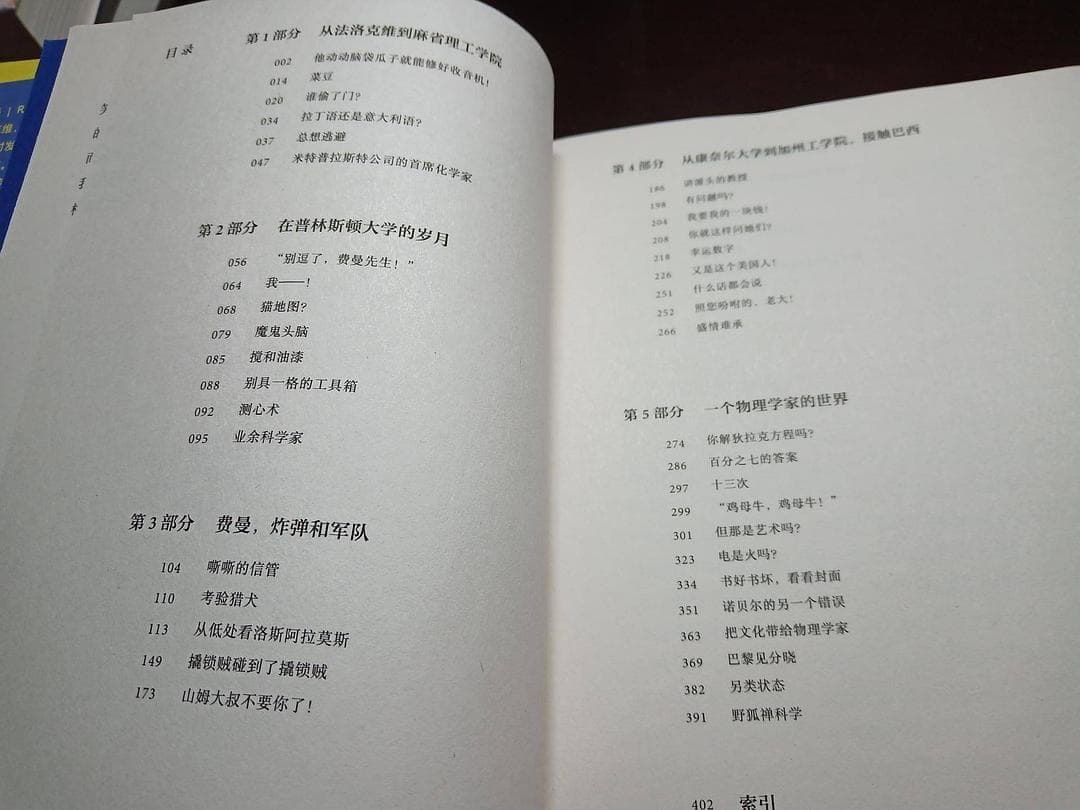 目录
第1部分 从法洛克维到麻省理工学院
002 他动动脑袋瓜子就能修好收音机!
014 菜豆
020 谁偷了门?
034 拉丁语还是意大利语?
037 总想逃避
047 米特普拉斯特公司的首席化学家
第2部分 在普林斯顿大学的岁月
056 “别逗了,费曼先生!”
064 我——!
068 猫地图?
079 魔鬼头脑
085 搅和油漆
088 别具一格的工具箱
092 测心术
095 业余科学家
第3部分 费曼,炸弹和军队
104 嘶嘶的信管
110 考验猎犬
113 从低处看洛斯阿拉莫斯
149 撬锁贼碰到了撬锁贼
173 山姆大叔不要你了!
第4部分 从康奈尔大学到加州工学院,接触巴西
186 讲派头的教授
198 有问题吗?
204 我要我的一块钱!
208 你就这样问她们?
218 幸运数字
226 又是这个美国人!
251 什么话都会说
252 照您吩咐的,老大!
266 盛情难承
第5部分 一个物理学家的世界
274 你解狄拉克方程吗?
286 百分之七的答案
297 十三次
299 “鸡母牛,鸡母牛!”
301 但那是艺术吗?
323 电是火吗?
334 书好书坏,看看封面
351 诺贝尔的另一个错误
363 把文化带给物理学家
369 巴黎见分晓
382 另类状态
391 野狐禅科学
402 索引